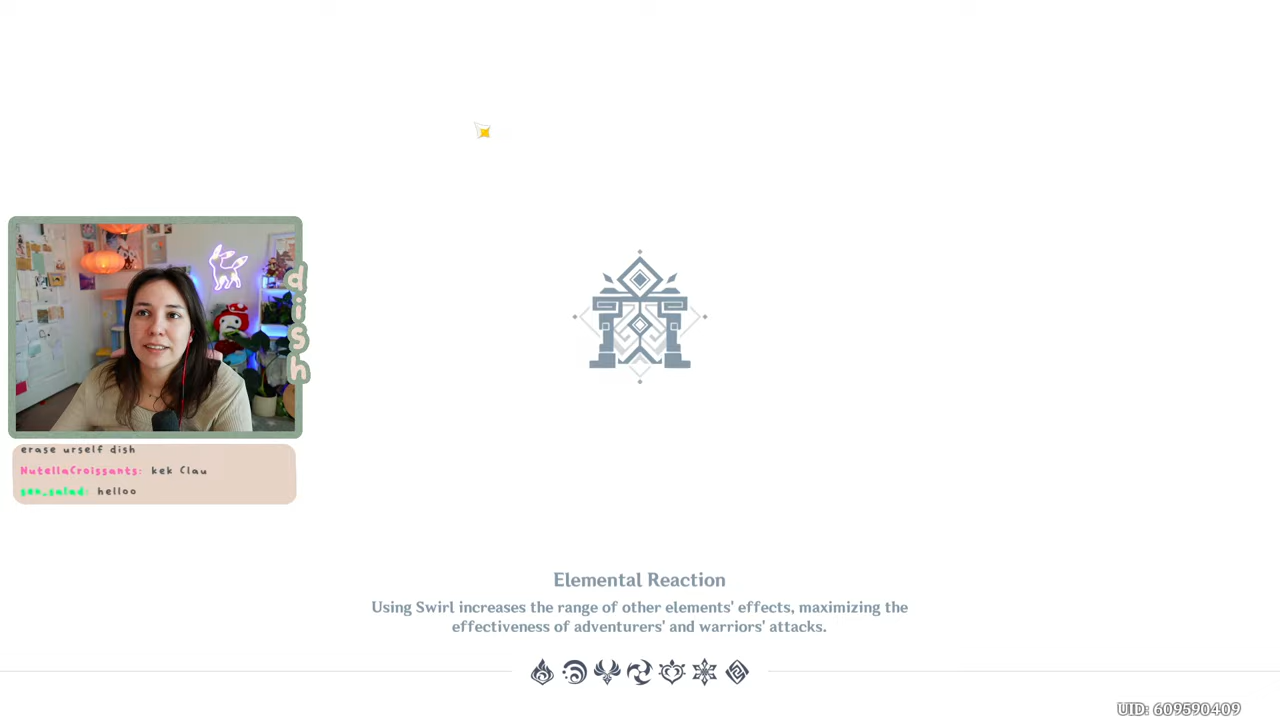 dish
erase urself dish
NutellaCroissants: kek Clau
helloo
Elemental Reaction
Using Swirl increases the range of other elements' effects, maximizing the
effectiveness of adventurers' and warriors' attacks.
UID: 609590409